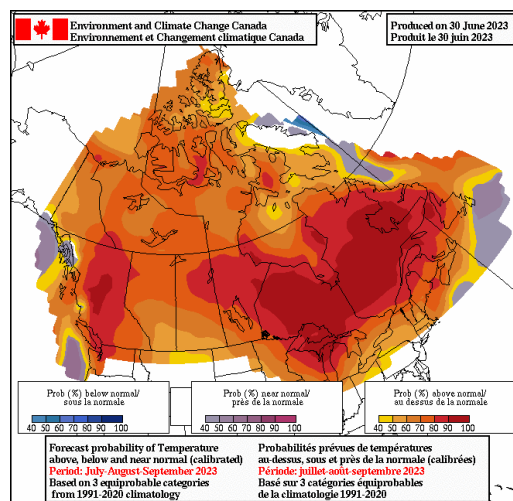 Environment and Climate Change Canada
Environnement et Changement climatique Canada
Produced on 30 June 2023
Produit le 30 juin 2023
Prob (%) below normal/
sous la normale
40 50 60 70 80 90 100
Prob (%) near normal/
près de la normale
40 50 60 70 80 90 100
Prob (%) above normal/
au dessus de la normale
40 50 60 70 80 90 100
Forecast probability of Temperature
above, below and near normal (calibrated)
Period: July-August-September 2023
Based on 3 equiprobable categories
from 1991-2020 climatology
Probabilités prévues de températures
au-dessus, sous et près de la normale (calibrées)
Période: juillet-août-septembre 2023
Basé sur 3 catégories équiprobables
de la climatologie 1991-2020